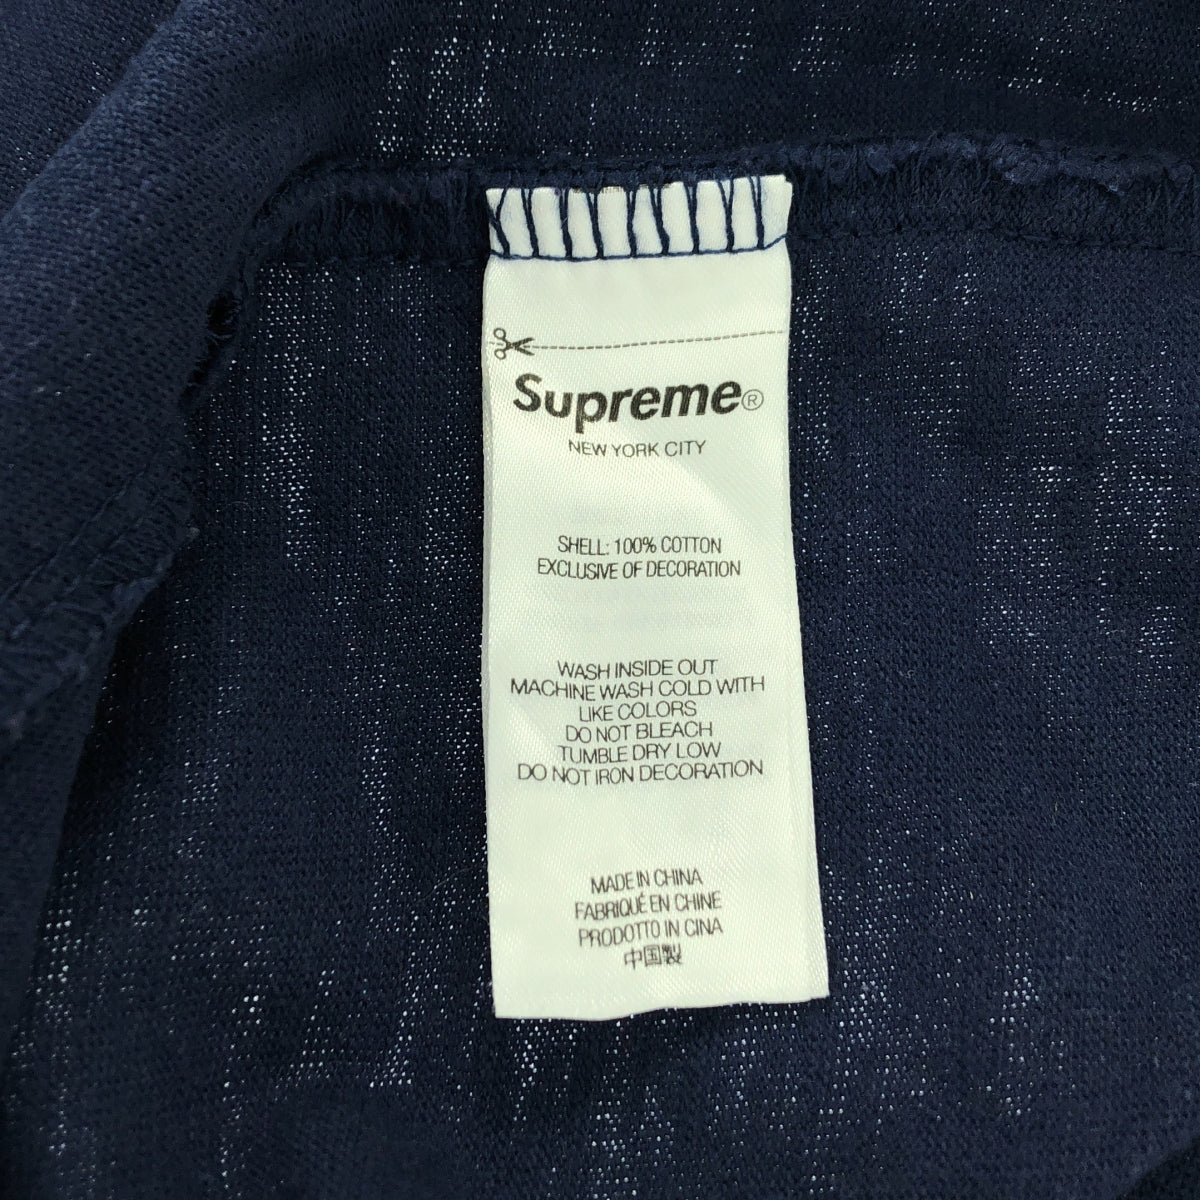 Supreme®
NEW YORK CITY
SHELL: 100% COTTON
EXCLUSIVE OF DECORATION
WASH INSIDE OUT
MACHINE WASH COLD WITH
LIKE COLORS
DO NOT BLEACH
TUMBLE DRY LOW
DO NOT IRON DECORATION
MADE IN CHINA
FABRIQUÉ EN CHINE
PRODOTTO IN CINA
中国製